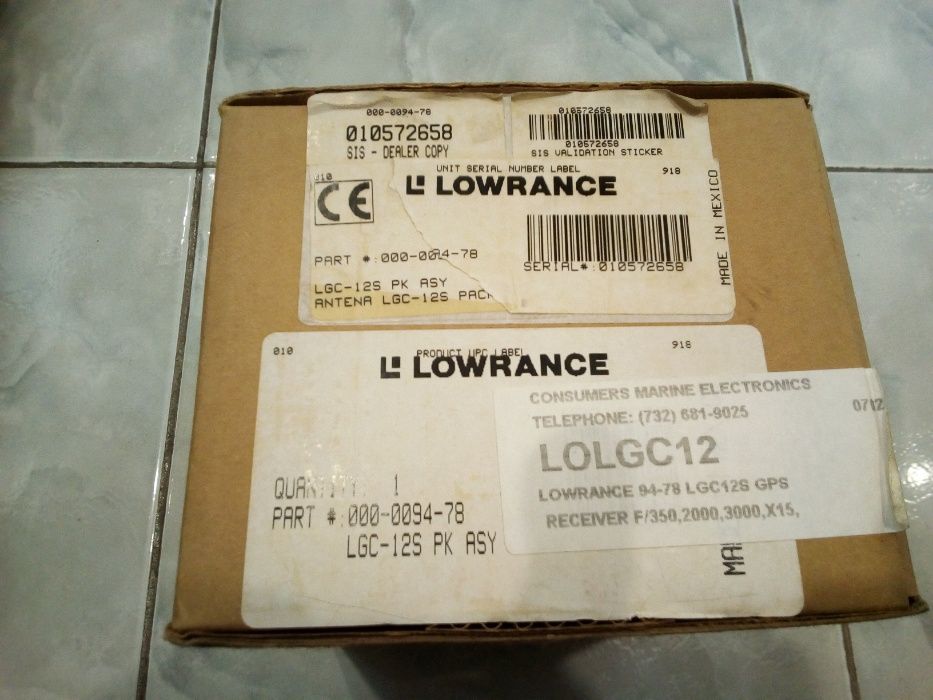 000-0094-78
010572658
SIS - DEALER COPY
010572658
010572658
SIS VALIDATION STICKER
UNIT SERIAL NUMBER LABEL
918
010
LOWRANCE
CE
MADE IN MEXICO
PART #:000-0094-78
SERIAL#:010572658
LGC-12S PK ASY
ANTENA LGC-12S PACK
010
PRODUCT UPC LABEL
918
LOWRANCE
QUANTITY: 1
PART #:000-0094-78
LGC-12S PK ASY
CONSUMERS MARINE ELECTRONICS
TELEPHONE: (732) 681-9025
0712
LOLGC12
LOWRANCE 94-78 LGC12S GPS
RECEIVER F/350,2000,3000,X15,